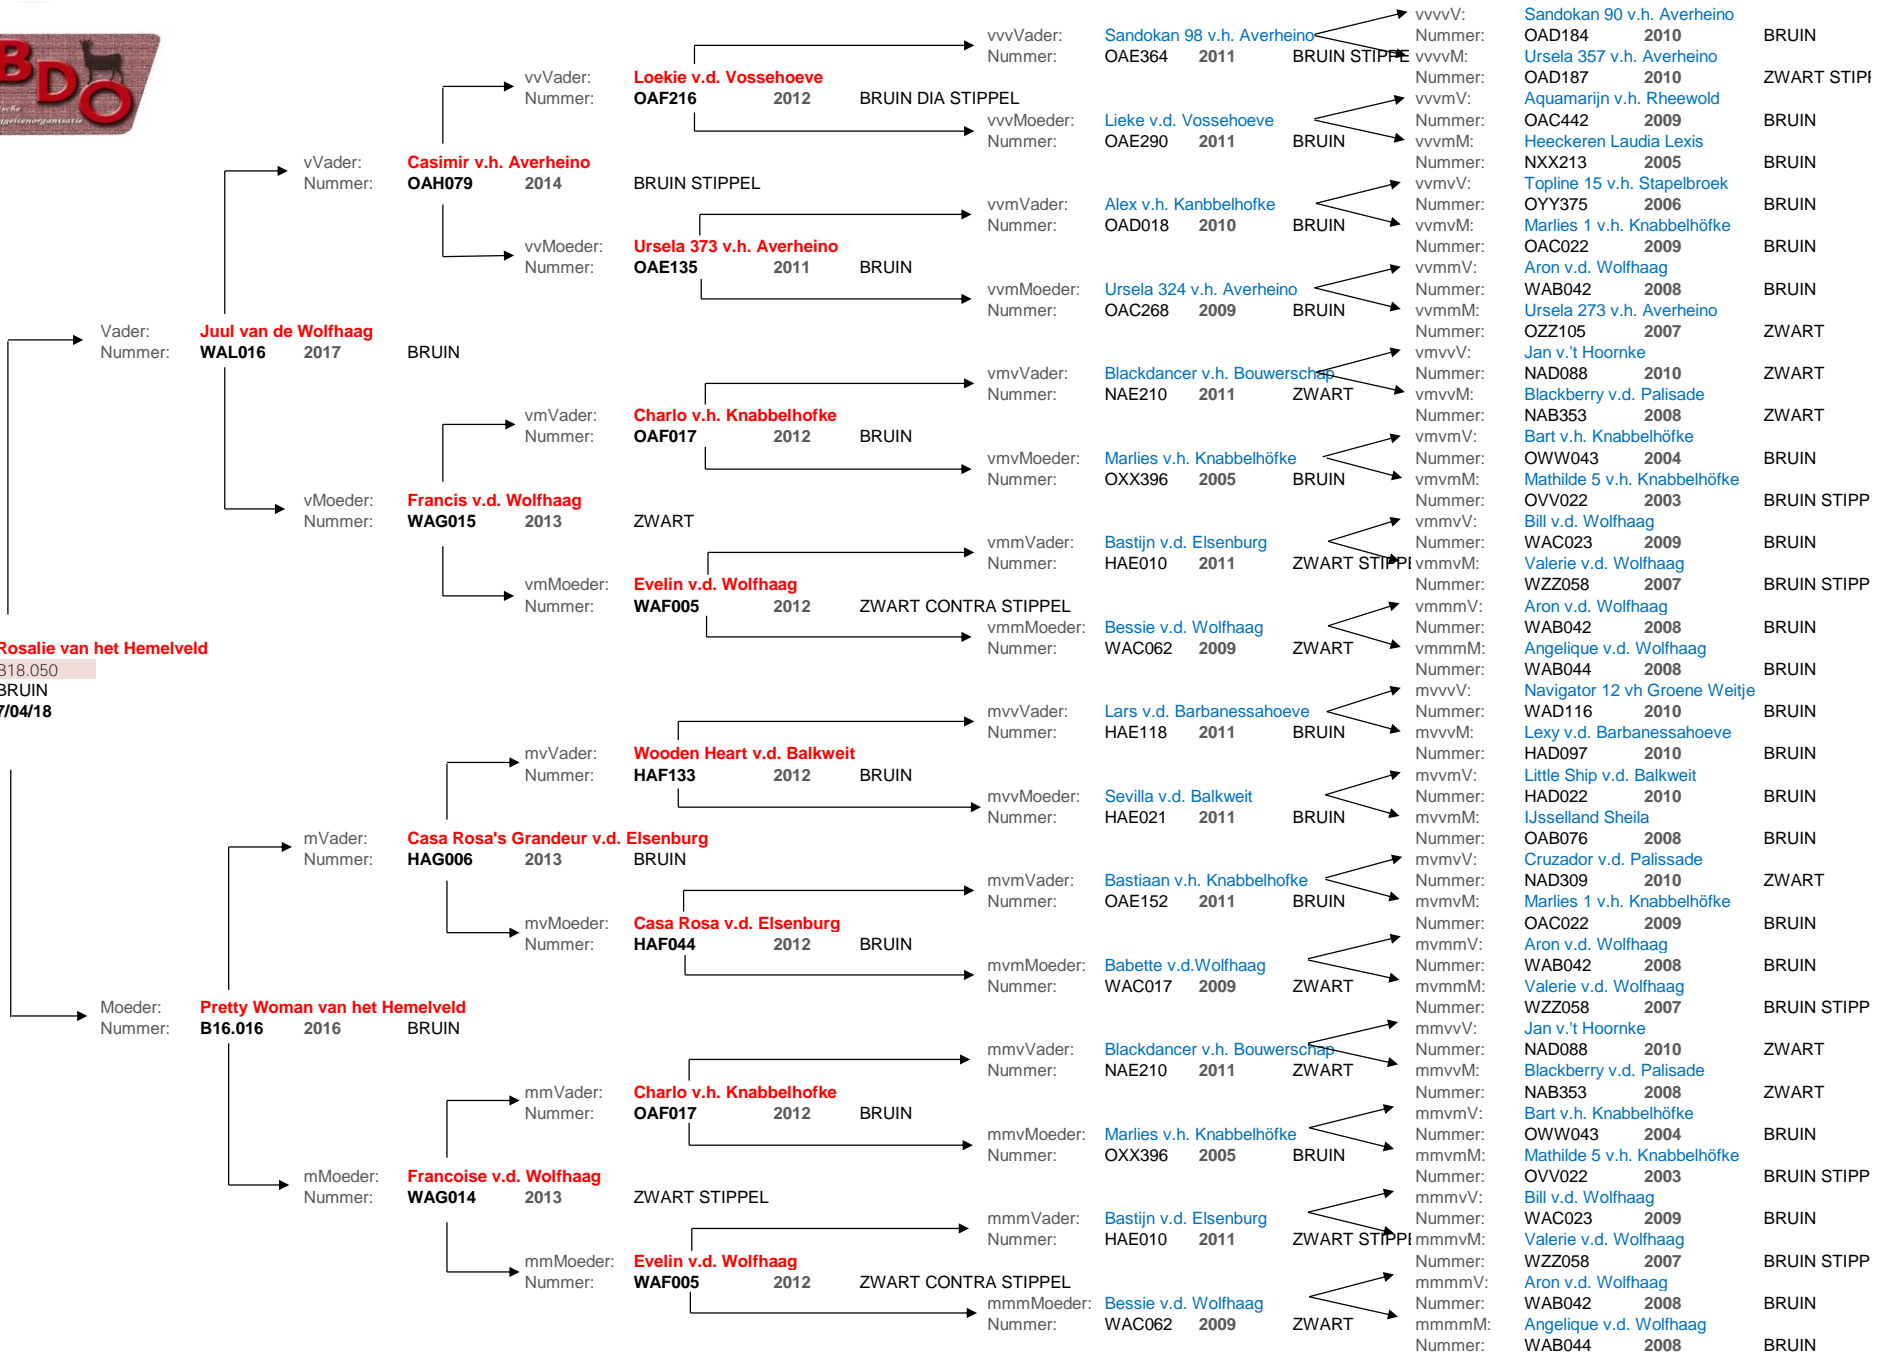 BDO
vvvvV: Sandokan 90 v.h. Averheino
vvvVader: Sandokan 98 v.h. Averheino Nummer: OAD184 2010 BRUIN
Nummer: OAE364 2011 BRUIN STIPPE vvvvM: Ursela 357 v.h. Averheino
vvVader: Loekie v.d. Vossehoeve Nummer: OAD187 2010 ZWART STIP
Nummer: OAF216 2012 BRUIN DIA STIPPEL vvvmV: Aquamarijn v.h. Rheewold
vvvMoeder: Lieke v.d. Vossehoeve Nummer: OAC442 2009 BRUIN
Nummer: OAE290 2011 BRUIN vvvmM: Heeckeren Laudia Lexis
vVader: Casimir v.h. Averheino Nummer: NXX213 2005 BRUIN
Nummer: OAH079 2014 BRUIN STIPPEL vvmvV: Topline 15 v.h. Stapelbroek
vvmVader: Alex v.h. Kanbbelhofke Nummer: OYY375 2006 BRUIN
Nummer: OAD018 2010 BRUIN vvmvM: Marlies 1 v.h. Knabbelhöfke
vvMoeder: Ursela 373 v.h. Averheino Nummer: OAC022 2009 BRUIN
Nummer: OAE135 2011 BRUIN vvmmV: Aron v.d. Wolfhaag
vvmMoeder: Ursela 324 v.h. Averheino Nummer: WAB042 2008 BRUIN
Nummer: OAC268 2009 BRUIN vvmmM: Ursela 273 v.h. Averheino
Vader: Juul van de Wolfhaag Nummer: OZZ105 2007 ZWART
Nummer: WAL016 2017 BRUIN vmvvV: Jan v.'t Hoornke
vmvVader: Blackdancer v.h. Bouwerschap Nummer: NAD088 2010 ZWART
Nummer: NAE210 2011 ZWART vmvvM: Blackberry v.d. Palisade
vmVader: Charlo v.h. Knabbelhofke Nummer: NAB353 2008 ZWART
Nummer: OAF017 2012 BRUIN vmvmV: Bart v.h. Knabbelhöfke
vmvMoeder: Marlies v.h. Knabbelhöfke Nummer: OWW043 2004 BRUIN
Nummer: OXX396 2005 BRUIN vmvmM: Mathilde 5 v.h. Knabbelhöfke
vMoeder: Francis v.d. Wolfhaag Nummer: OVV022 2003 BRUIN STIPP
Nummer: WAG015 2013 ZWART vmmvV: Bill v.d. Wolfhaag
vmmVader: Bastijn v.d. Elsenburg Nummer: WAC023 2009 BRUIN
Nummer: HAE010 2011 ZWART STIPPE vmmvM: Valerie v.d. Wolfhaag
vmMoeder: Evelin v.d. Wolfhaag Nummer: WZZ058 2007 BRUIN STIPP
Nummer: WAF005 2012 ZWART CONTRA STIPPEL vmmmV: Aron v.d. Wolfhaag
vmmMoeder: Bessie v.d. Wolfhaag Nummer: WAB042 2008 BRUIN
Rosalie van het Hemelveld Nummer: WAC062 2009 ZWART vmmmM: Angelique v.d. Wolfhaag
B18.050 Nummer: WAB044 2008 BRUIN
BRUIN mvvvV: Navigator 12 vh Groene Weitje
7/04/18 mvvVader: Lars v.d. Barbanessahoeve Nummer: WAD116 2010 BRUIN
Nummer: HAE118 2011 BRUIN mvvvM: Lexy v.d. Barbanessahoeve
mvVader: Wooden Heart v.d. Balkweit Nummer: HAD097 2010 BRUIN
Nummer: HAF133 2012 BRUIN mvvmV: Little Ship v.d. Balkweit
mvvMoeder: Sevilla v.d. Balkweit Nummer: HAD022 2010 BRUIN
Nummer: HAE021 2011 BRUIN mvvmM: IJsselland Sheila
mVader: Casa Rosa's Grandeur v.d. Elsenburg Nummer: OAB076 2008 BRUIN
Nummer: HAG006 2013 BRUIN mvmvV: Cruzador v.d. Palissade
mvmVader: Bastiaan v.h. Knabbelhofke Nummer: NAD309 2010 ZWART
Nummer: OAE152 2011 BRUIN mvmvM: Marlies 1 v.h. Knabbelhöfke
mvMoeder: Casa Rosa v.d. Elsenburg Nummer: OAC022 2009 BRUIN
Nummer: HAF044 2012 BRUIN mvmmV: Aron v.d. Wolfhaag
mvmMoeder: Babette v.d.Wolfhaag Nummer: WAB042 2008 BRUIN
Nummer: WAC017 2009 ZWART mvmmM: Valerie v.d. Wolfhaag
Moeder: Pretty Woman van het Hemelveld Nummer: WZZ058 2007 BRUIN STIPP
Nummer: B16.016 2016 BRUIN mmvvV: Jan v.'t Hoornke
mmvVader: Blackdancer v.h. Bouwerschap Nummer: NAD088 2010 ZWART
Nummer: NAE210 2011 ZWART mmvvM: Blackberry v.d. Palisade
mmVader: Charlo v.h. Knabbelhofke Nummer: NAB353 2008 ZWART
Nummer: OAF017 2012 BRUIN mmvmV: Bart v.h. Knabbelhöfke
mmvMoeder: Marlies v.h. Knabbelhöfke Nummer: OWW043 2004 BRUIN
Nummer: OXX396 2005 BRUIN mmvmM: Mathilde 5 v.h. Knabbelhöfke
mMoeder: Francoise v.d. Wolfhaag Nummer: OVV022 2003 BRUIN STIPP
Nummer: WAG014 2013 ZWART STIPPEL mmmvV: Bill v.d. Wolfhaag
mmmVader: Bastijn v.d. Elsenburg Nummer: WAC023 2009 BRUIN
Nummer: HAE010 2011 ZWART STIPPE mmmvM: Valerie v.d. Wolfhaag
mmMoeder: Evelin v.d. Wolfhaag Nummer: WZZ058 2007 BRUIN STIPP
Nummer: WAF005 2012 ZWART CONTRA STIPPEL mmmmV: Aron v.d. Wolfhaag
mmmMoeder: Bessie v.d. Wolfhaag Nummer: WAB042 2008 BRUIN
Nummer: WAC062 2009 ZWART mmmmM: Angelique v.d. Wolfhaag
Nummer: WAB044 2008 BRUIN